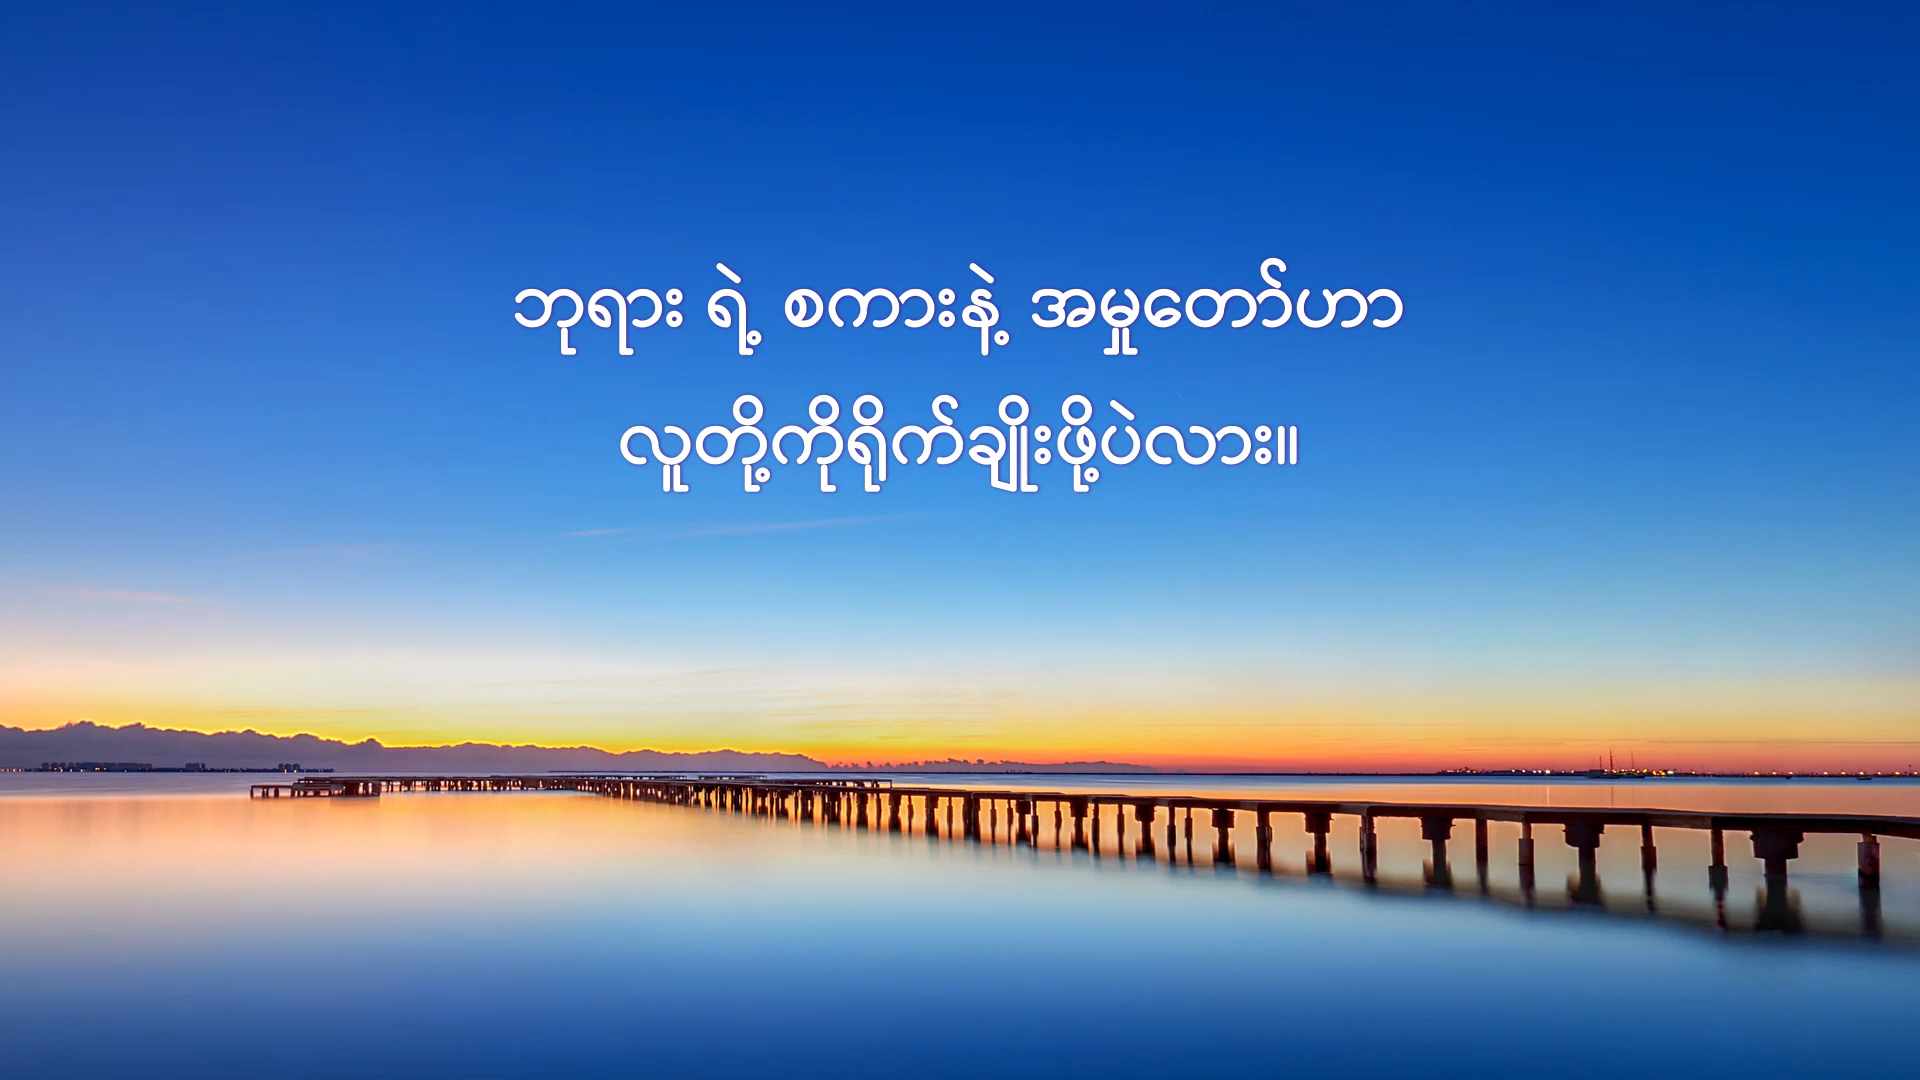 ဘုရား ရဲ့ စကားနဲ့ အမှုတော်ဟာ
လူတို့ကိုရိုက်ချိုးဖို့ပဲလား။